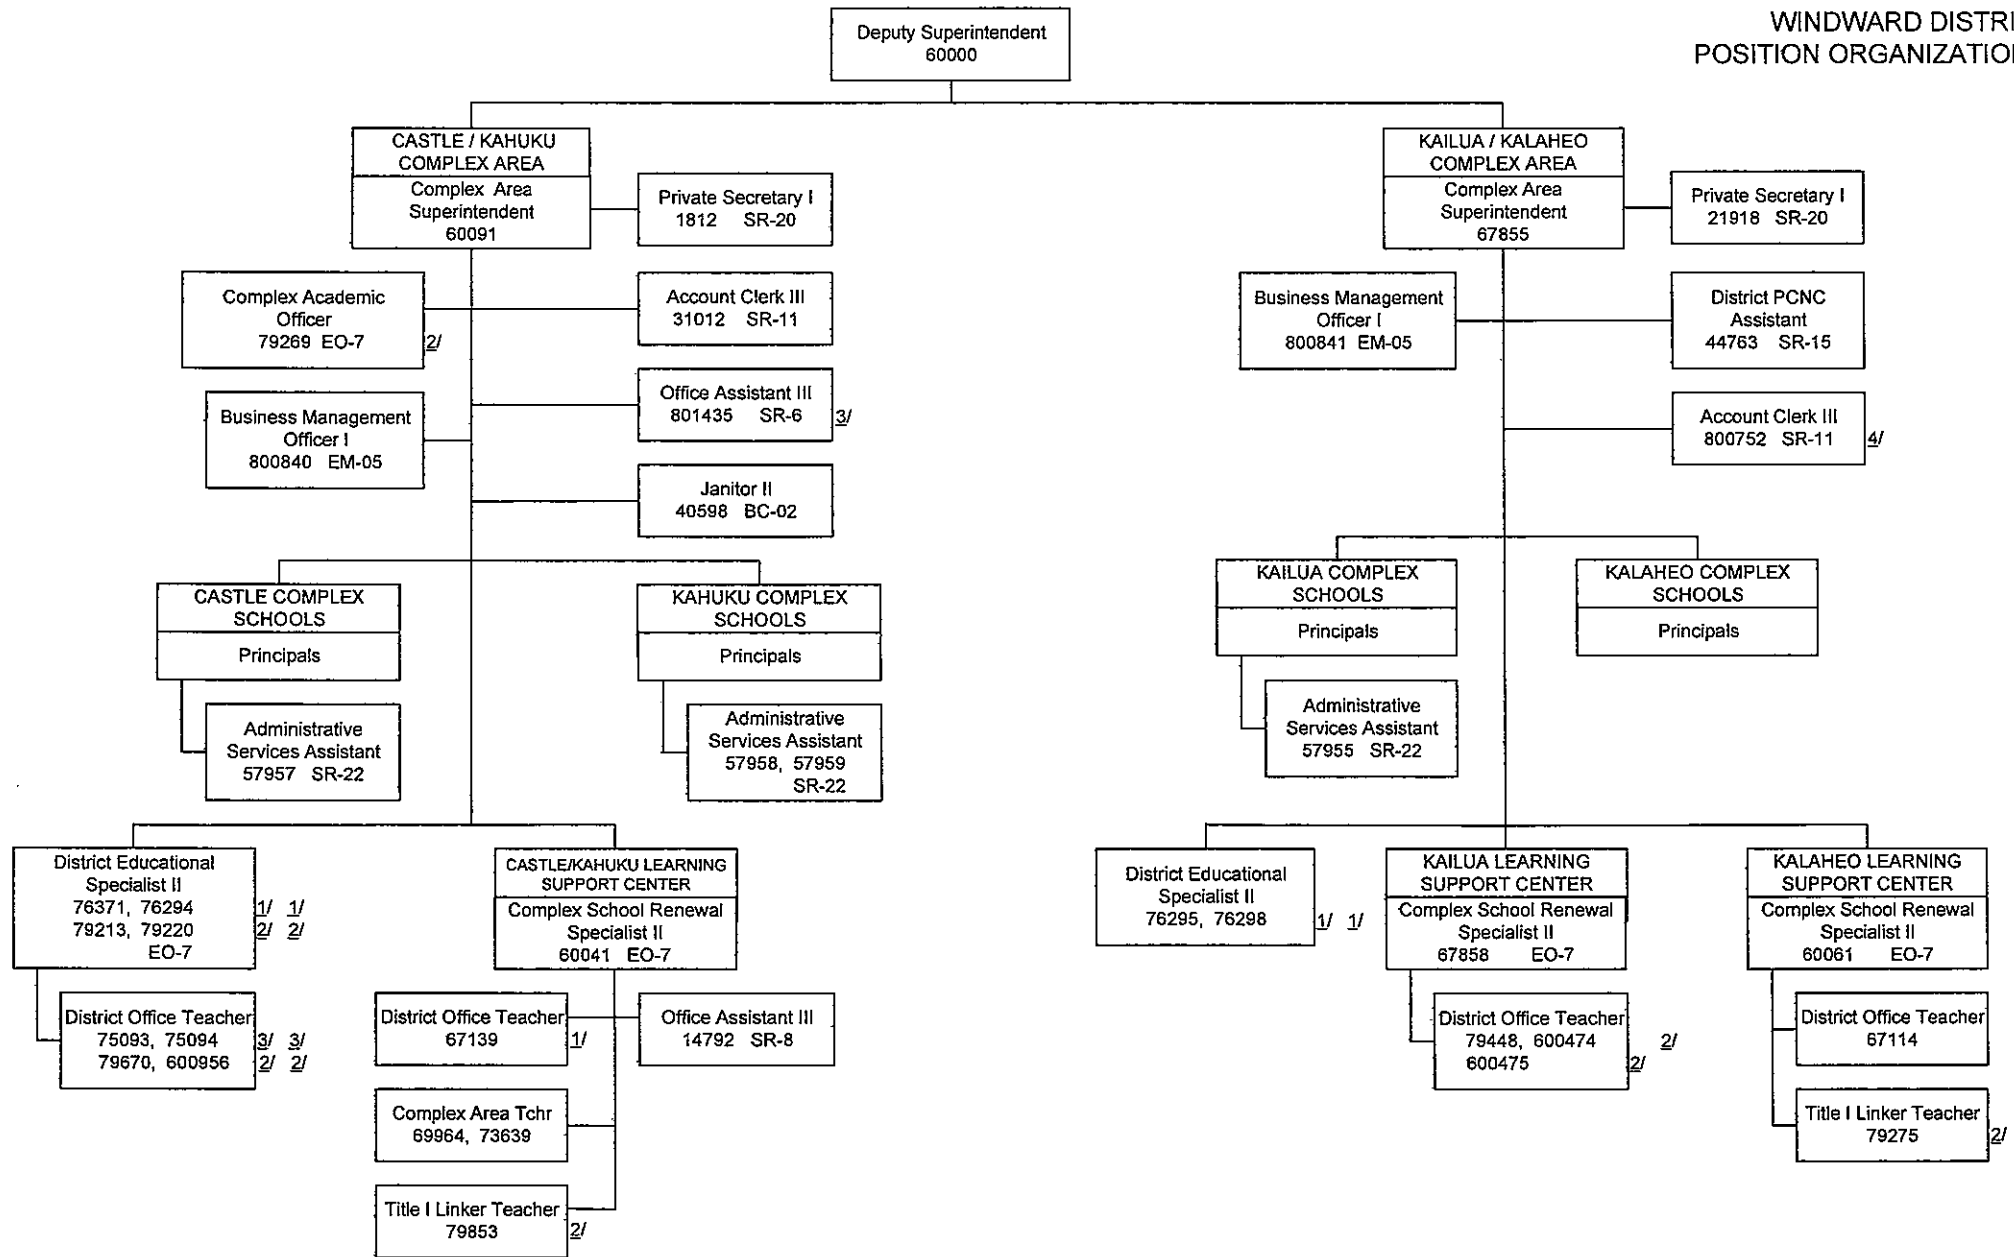 WINDWARD DISTRI
POSITION ORGANIZATION
Deputy Superintendent
60000
CASTLE / KAHUKU
COMPLEX AREA
Complex Area
Superintendent
60091
Private Secretary I
1812 SR-20
Complex Academic
Officer
79269 EO-7 2/
Account Clerk III
31012 SR-11
Business Management
Officer I
800840 EM-05
Office Assistant III
801435 SR-6 3/
Janitor II
40598 BC-02
CASTLE COMPLEX
SCHOOLS
Principals
Administrative
Services Assistant
57957 SR-22
KAHUKU COMPLEX
SCHOOLS
Principals
Administrative
Services Assistant
57958, 57959
SR-22
District Educational
Specialist II
76371, 76294 1/ 1/
79213, 79220 2/ 2/
EO-7
District Office Teacher
75093, 75094 3/ 3/
79670, 600956 2/ 2/
CASTLE/KAHUKU LEARNING
SUPPORT CENTER
Complex School Renewal
Specialist II
60041 EO-7
District Office Teacher
67139 1/
Office Assistant III
14792 SR-8
Complex Area Tchr
69964, 73639
Title I Linker Teacher
79853 2/
KAILUA / KALAHEO
COMPLEX AREA
Complex Area
Superintendent
67855
Private Secretary I
21918 SR-20
Business Management
Officer I
800841 EM-05
District PCNC
Assistant
44763 SR-15
Account Clerk III
800752 SR-11 4/
KAILUA COMPLEX
SCHOOLS
Principals
Administrative
Services Assistant
57955 SR-22
KALAHEO COMPLEX
SCHOOLS
Principals
District Educational
Specialist II
76295, 76298 1/ 1/
KAILUA LEARNING
SUPPORT CENTER
Complex School Renewal
Specialist II
67858 EO-7
District Office Teacher
79448, 600474 2/
600475 2/
KALAHEO LEARNING
SUPPORT CENTER
Complex School Renewal
Specialist II
60061 EO-7
District Office Teacher
67114
Title I Linker Teacher
79275 2/